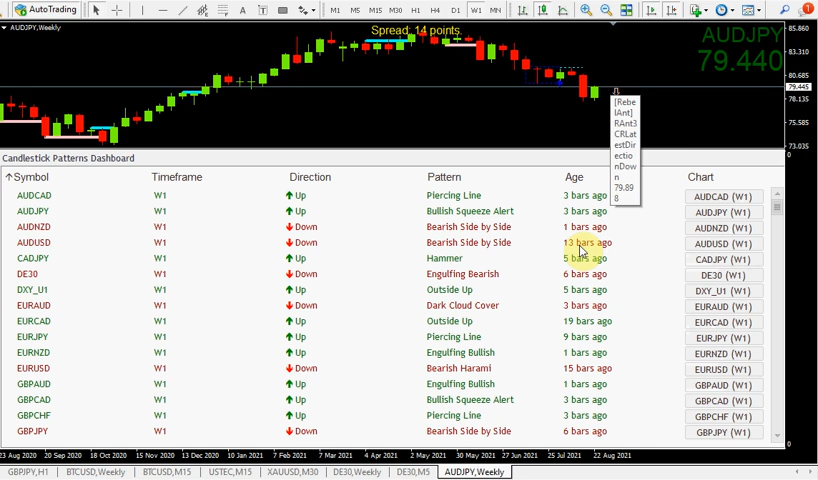 AutoTrading A T M1 M5 M15 M30 H1 H4 D1 W1 MN 1
AUDJPY,Weekly
Spread: 14 points.
AUDJPY
79.440
85.860
83.310
80.685
79.445
78.135
75.585
73.035
[Rebe
lAnt]
RAnt3
CRLat
estDir
ectio
nDow
n
79.89
8
Candlestick Patterns Dashboard 0
Symbol Timeframe Direction Pattern Age Chart
AUDCAD W1 Up Piercing Line 3 bars ago AUDCAD (W1)
AUDJPY W1 Up Bullish Squeeze Alert 3 bars ago AUDJPY (W1)
AUDNZD W1 Down Bearish Side by Side 1 bars ago AUDNZD (W1)
AUDUSD W1 Down Bearish Side by Side 13 bars ago AUDUSD (W1)
CADJPY W1 Up Hammer 5 bars ago CADJPY (W1)
DE30 W1 Down Engulfing Bearish 6 bars ago DE30 (W1)
DXY_U1 W1 Up Outside Up 5 bars ago DXY_U1 (W1)
EURAUD W1 Down Dark Cloud Cover 3 bars ago EURAUD (W1)
EURCAD W1 Up Outside Up 19 bars ago EURCAD (W1)
EURJPY W1 Up Piercing Line 9 bars ago EURJPY (W1)
EURNZD W1 Up Engulfing Bullish 1 bars ago EURNZD (W1)
EURUSD W1 Down Bearish Harami 15 bars ago EURUSD (W1)
GBPAUD W1 Up Engulfing Bullish 1 bars ago GBPAUD (W1)
GBPCAD W1 Up Bullish Squeeze Alert 3 bars ago GBPCAD (W1)
GBPCHF W1 Up Piercing Line 3 bars ago GBPCHF (W1)
GBPJPY W1 Down Bearish Side by Side 6 bars ago GBPJPY (W1)
0
23 Aug 2020 20 Sep 2020 18 Oct 2020 15 Nov 2020 13 Dec 2020 10 Jan 2021 7 Feb 2021 7 Mar 2021 4 Apr 2021 2 May 2021 30 May 2021 27 Jun 2021 25 Jul 2021 22 Aug 2021
GBPJPY,H1 BTCUSD,Weekly BTCUSD,M15 USTEC,M15 XAUUSD,M30 DE30,Weekly DE30,M5 AUDJPY,Weekly